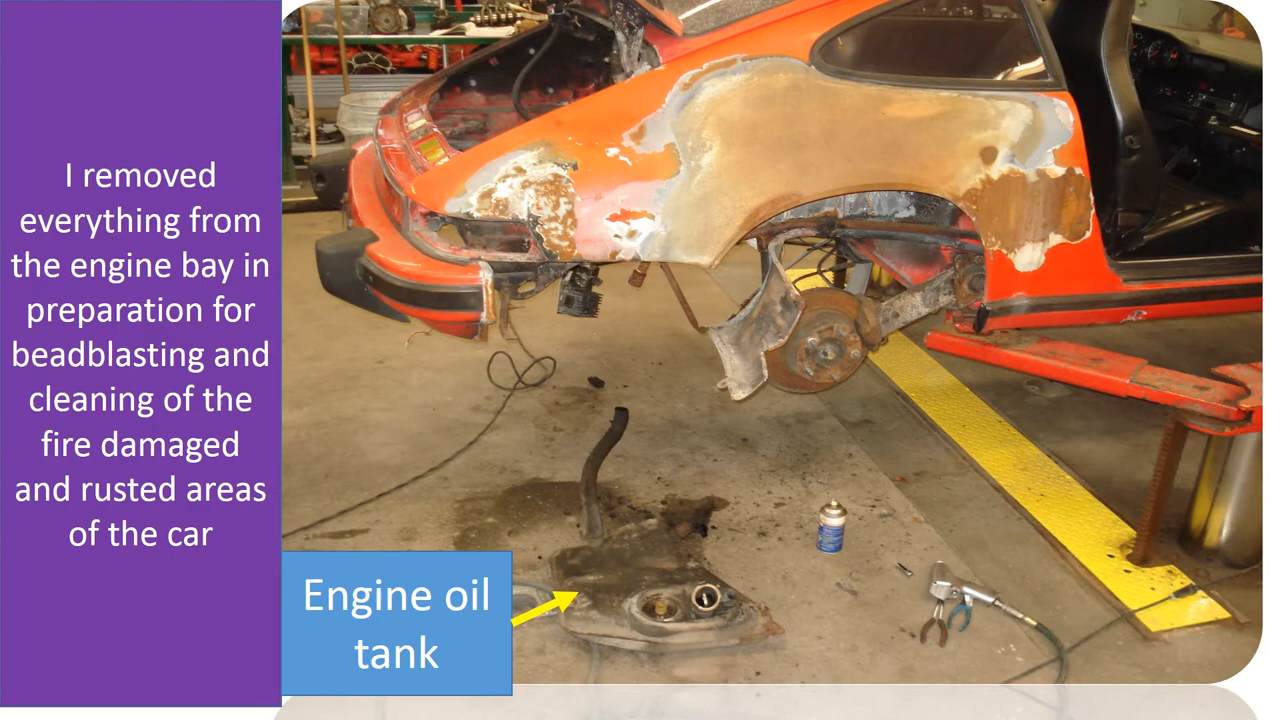 I removed
everything from
the engine bay in
preparation for
beadblasting and
cleaning of the
fire damaged
and rusted areas
of the car
Engine oil
tank